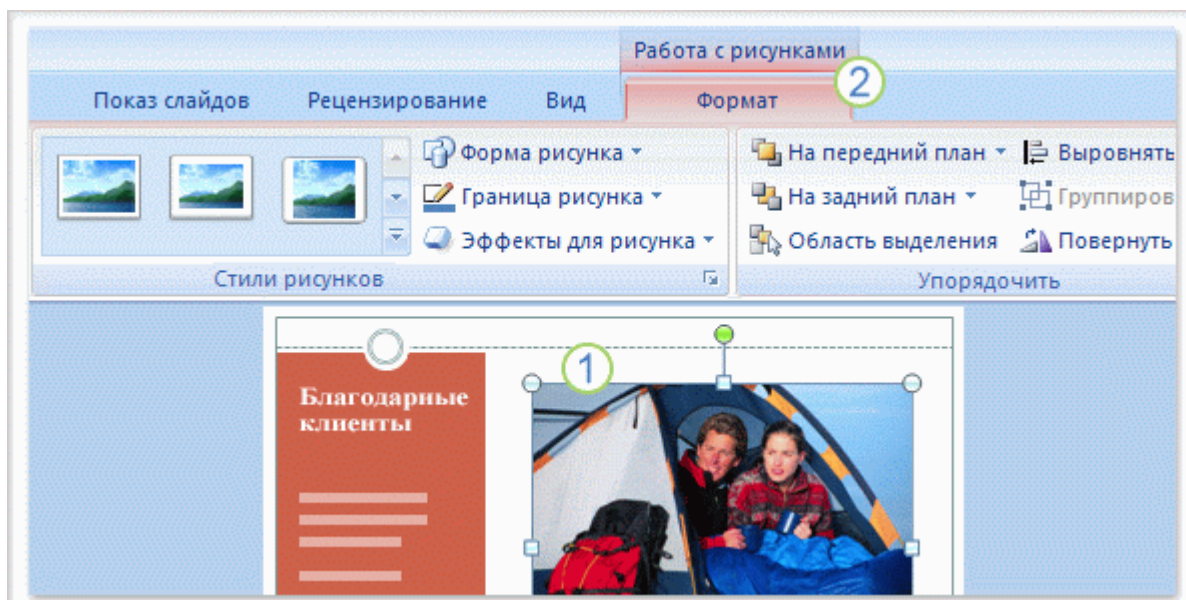 Работа с рисунками
2
Показ слайдов Рецензирование Вид Формат
Форма рисунка На передний план Выровнять
Граница рисунка На задний план Группиров
Эффекты для рисунка Область выделения Повернуть
Стили рисунков Упорядочить
1
Благодарные
клиенты